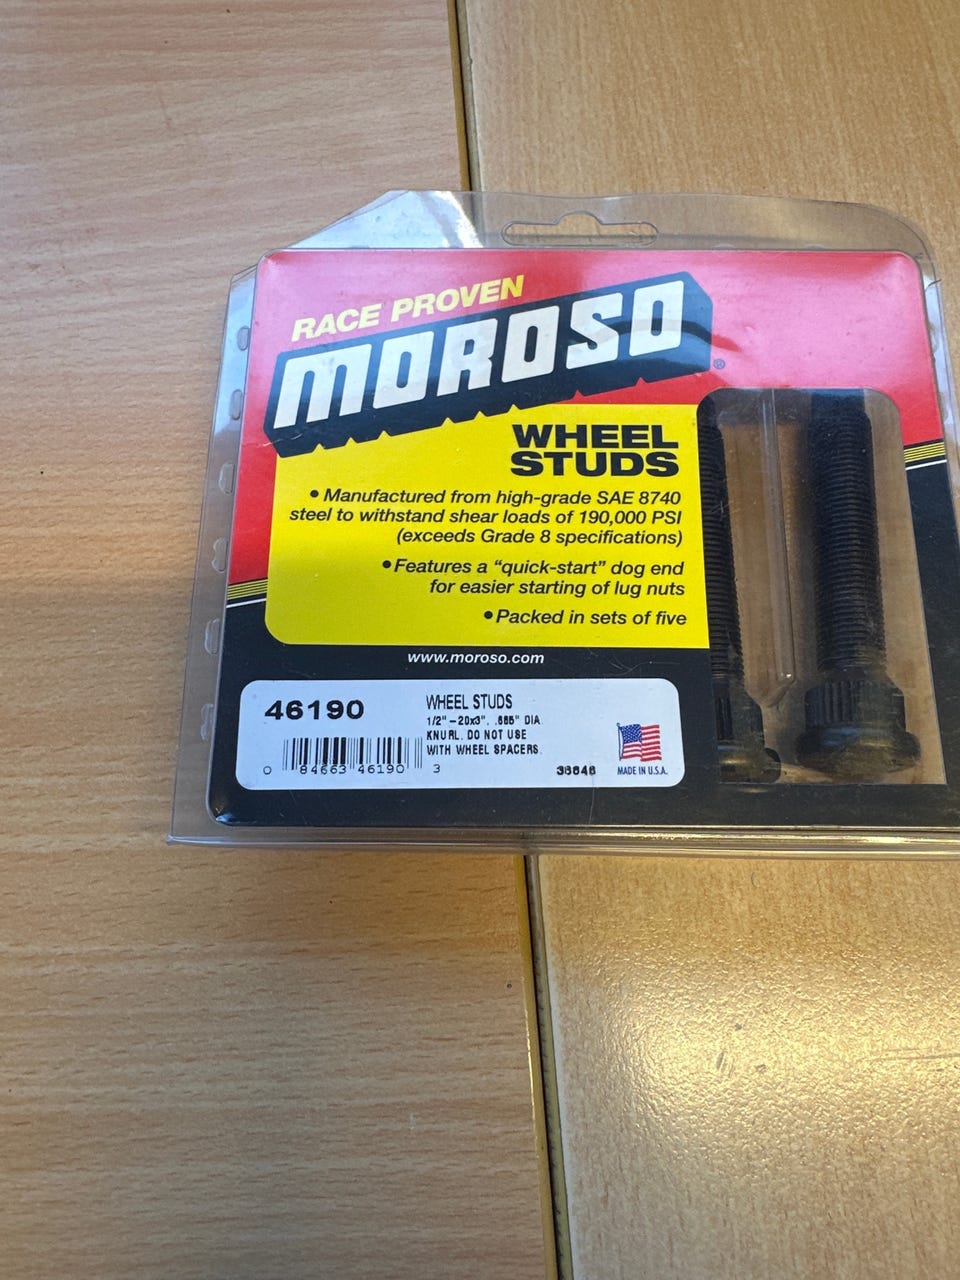 RACE PROVEN
MOROSO®
WHEEL
STUDS
• Manufactured from high-grade SAE 8740
steel to withstand shear loads of 190,000 PSI
(exceeds Grade 8 specifications)
• Features a "quick-start" dog end
for easier starting of lug nuts
• Packed in sets of five
www.moroso.com
46190
WHEEL STUDS
1/2" - 20x3", .685" DIA.
KNURL. DO NOT USE
WITH WHEEL SPACERS.
0 84663 46190 3
38646
MADE IN U.S.A.